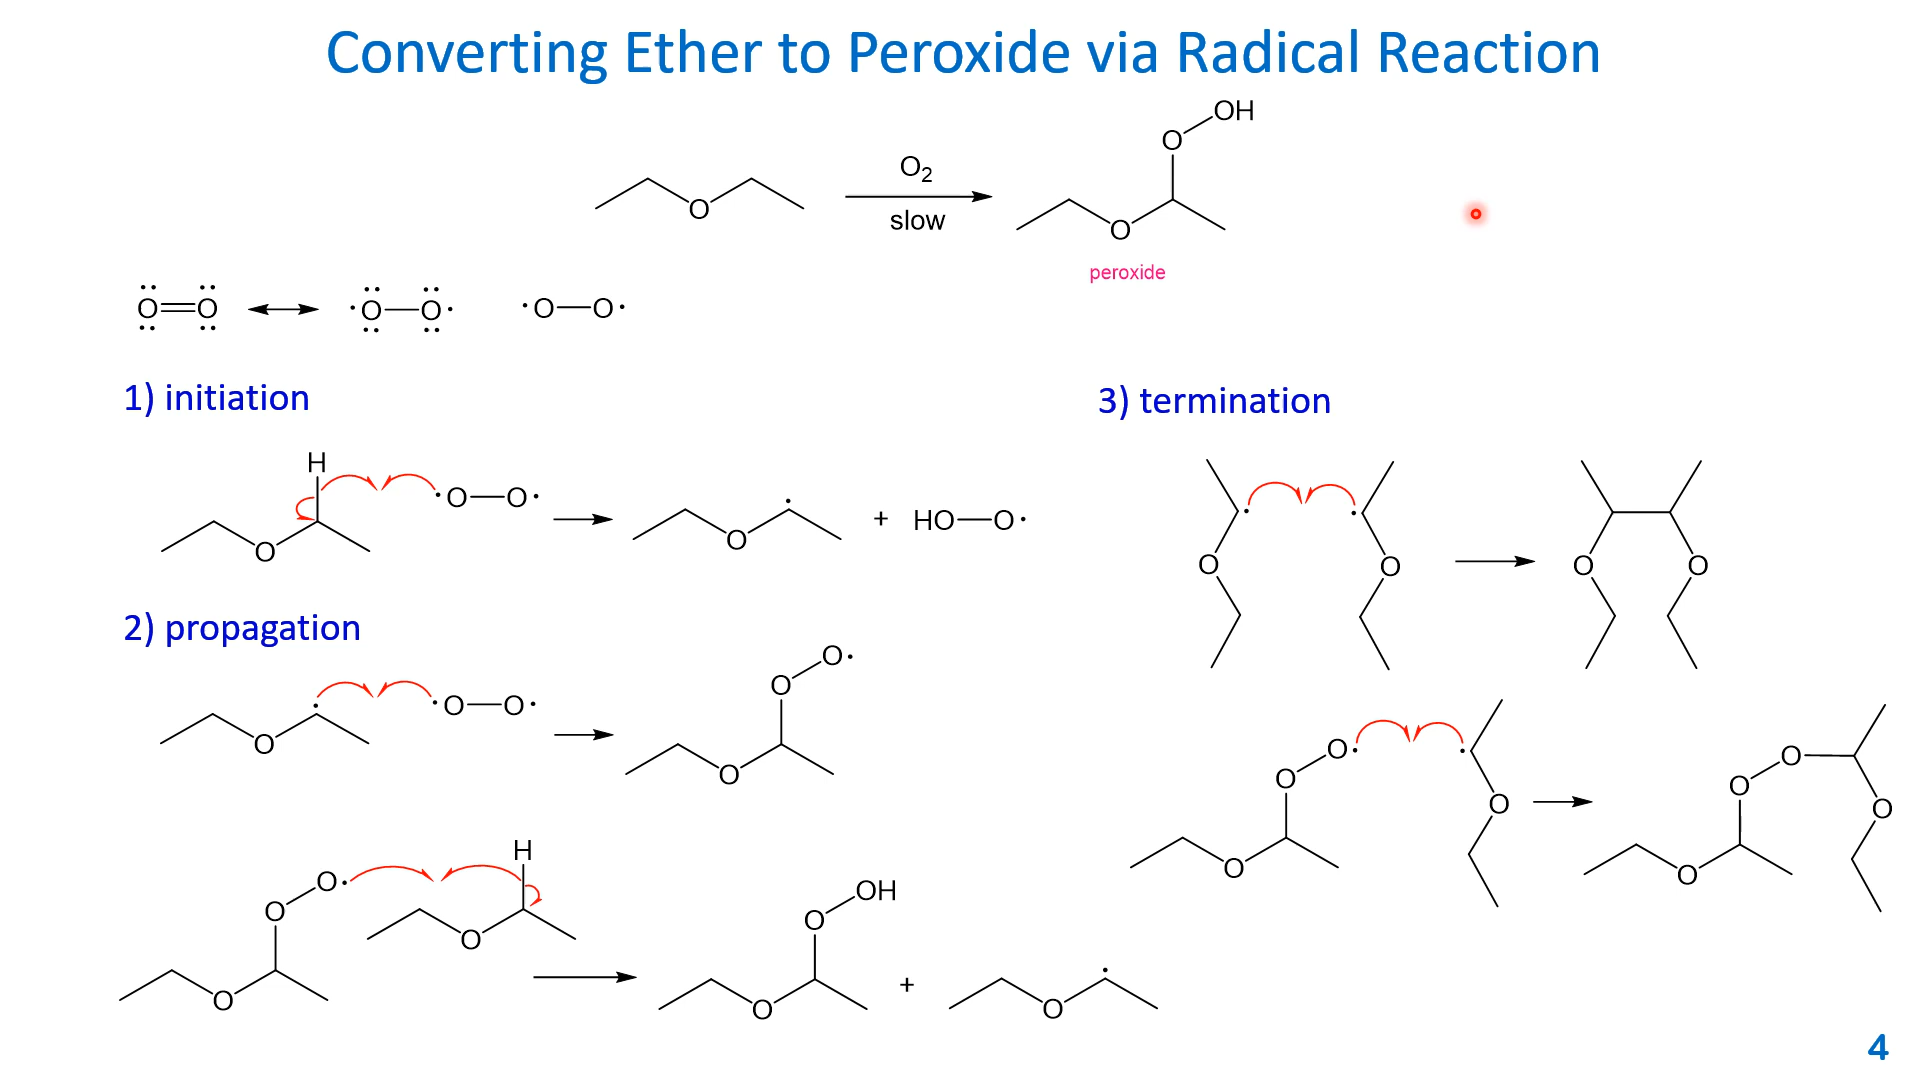 Converting Ether to Peroxide via Radical Reaction
OH
O
O₂
O
slow
O
peroxide
O=O
·O—O·
·O—O·
1) initiation
3) termination
H
·O—O·
O
O
+
HO—O·
O
O
O
O
2) propagation
O·
O
·O—O·
O
O
O·
O
O
O
O
O
O
O
H
O·
O
O
O
OH
O
O
+
O
4